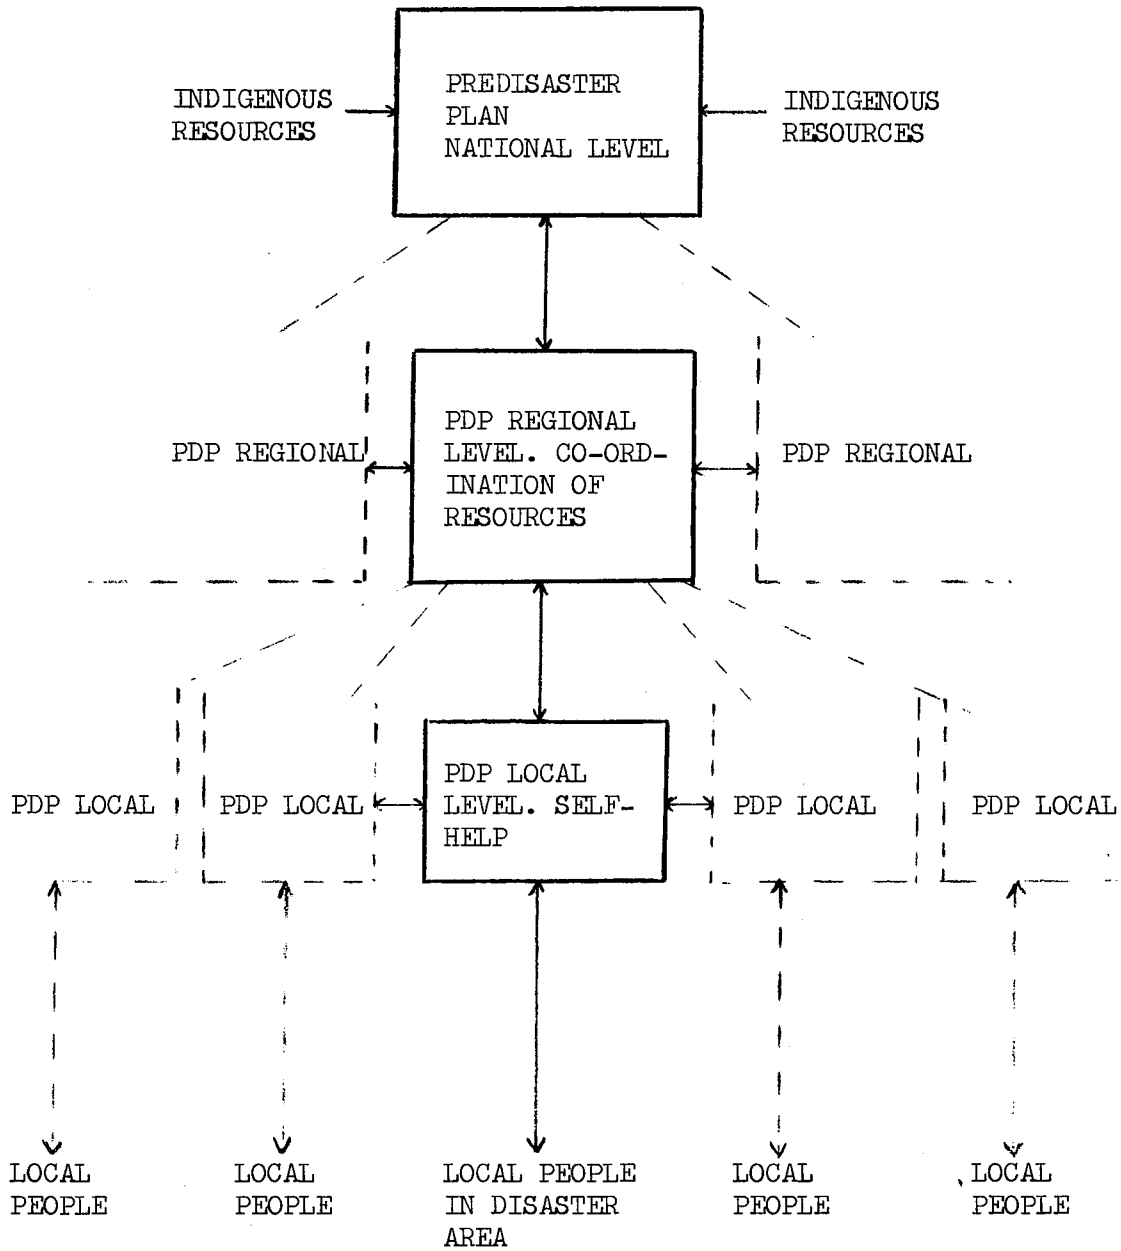 INDIGENOUS
RESOURCES
PREDISASTER
PLAN
NATIONAL LEVEL
INDIGENOUS
RESOURCES
PDP REGIONAL
PDP REGIONAL
LEVEL. CO-ORD-
INATION OF
RESOURCES
PDP REGIONAL
PDP LOCAL
PDP LOCAL
PDP LOCAL
LEVEL. SELF-
HELP
PDP LOCAL
PDP LOCAL
LOCAL
PEOPLE
LOCAL
PEOPLE
LOCAL PEOPLE
IN DISASTER
AREA
LOCAL
PEOPLE
LOCAL
PEOPLE